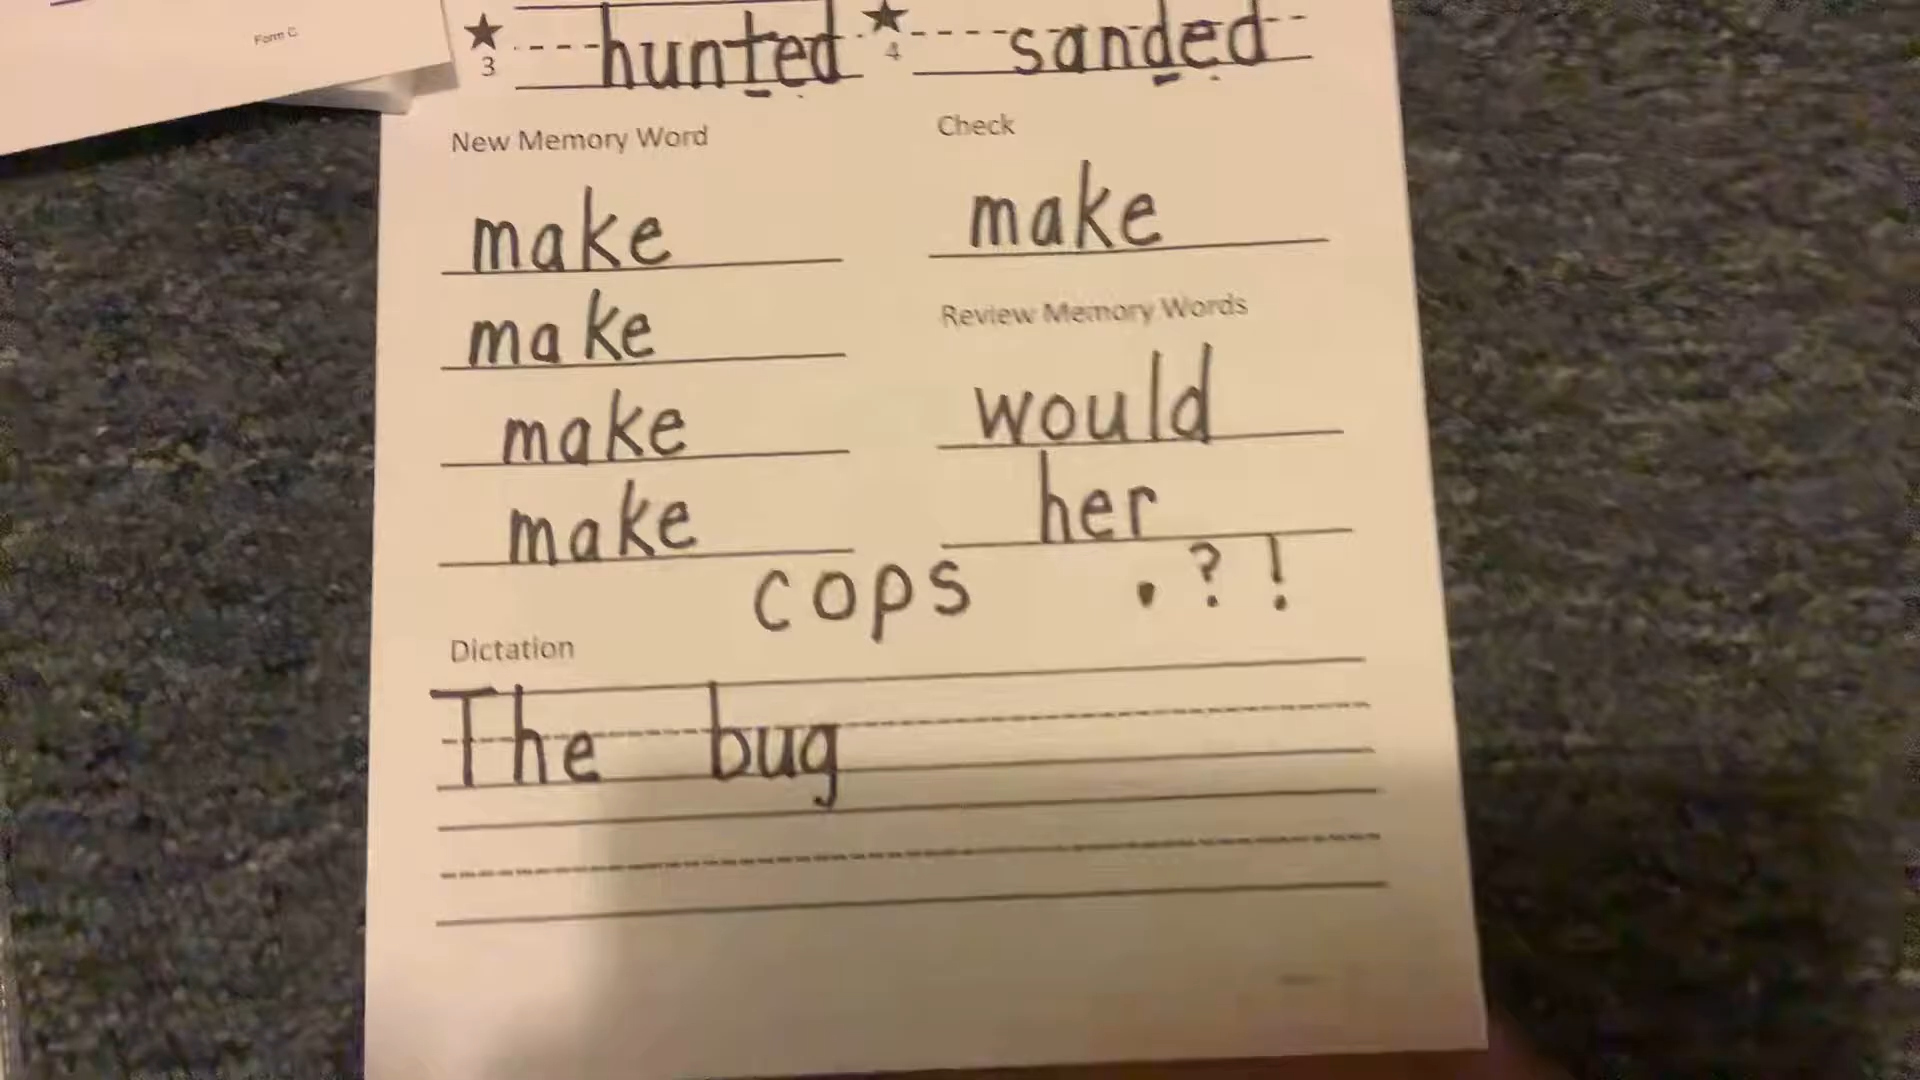 Form C
★ 3 hunted ★ 4 sanded
New Memory Word
make
make
make
make
Check
make
Review Memory Words
would
her
cops . ? !
Dictation
The bug